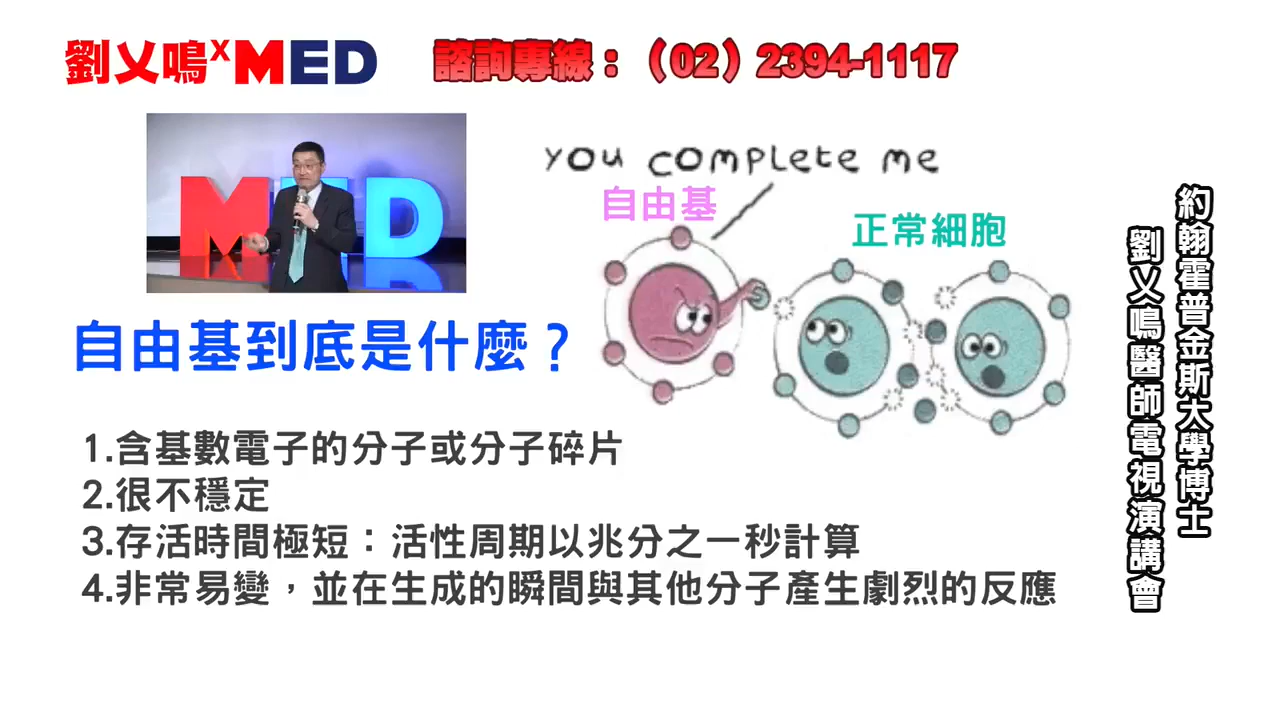 劉乂鳴xMED
諮詢專線：（02）2394-1117
MED
you complete me
自由基
正常細胞
自由基到底是什麼？
1.含基數電子的分子或分子碎片
2.很不穩定
3.存活時間極短：活性周期以兆分之一秒計算
4.非常易變，並在生成的瞬間與其他分子產生劇烈的反應
約翰霍普金斯大學博士
劉乂鳴醫師電視演講會